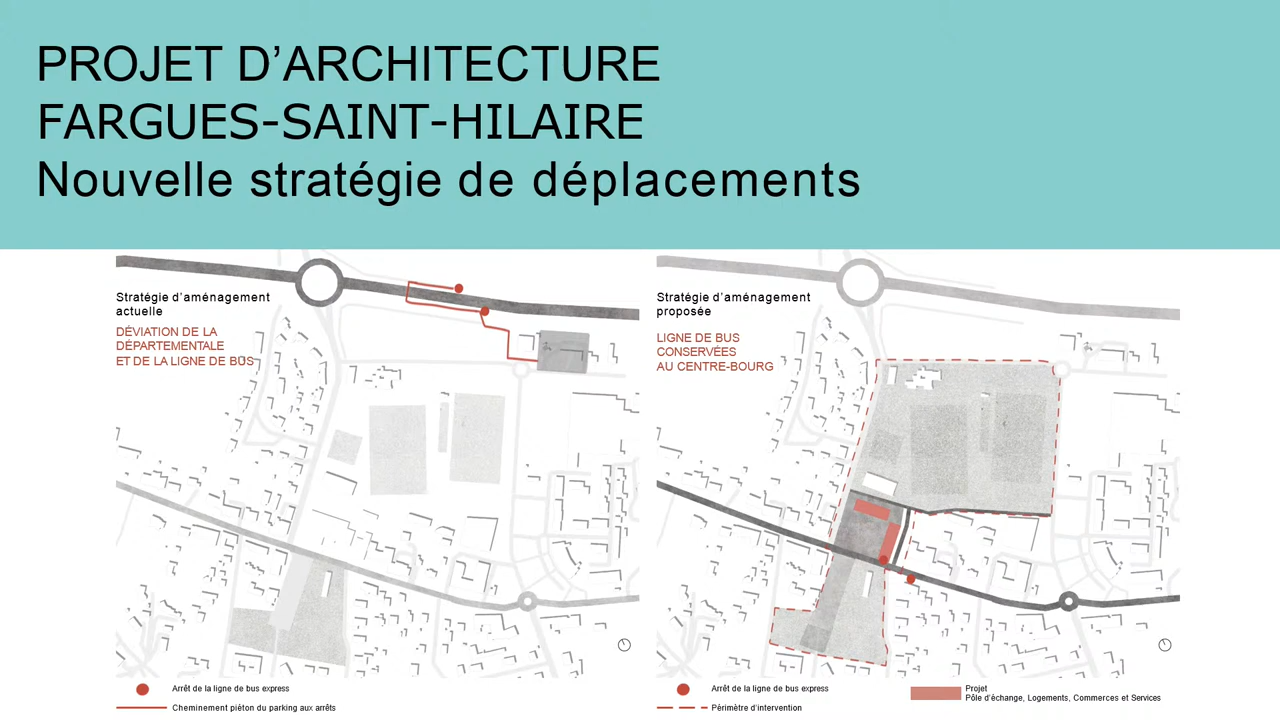 PROJET D’ARCHITECTURE
FARGUES-SAINT-HILAIRE
Nouvelle stratégie de déplacements
Stratégie d’aménagement
actuelle
DÉVIATION DE LA
DÉPARTEMENTALE
ET DE LA LIGNE DE BUS
Stratégie d’aménagement
proposée
LIGNE DE BUS
CONSERVÉES
AU CENTRE-BOURG
Arrêt de la ligne de bus express
Cheminement piéton du parking aux arrêts
Arrêt de la ligne de bus express
Périmètre d’intervention
Projet
Pôle d’échange, Logements, Commerces et Services